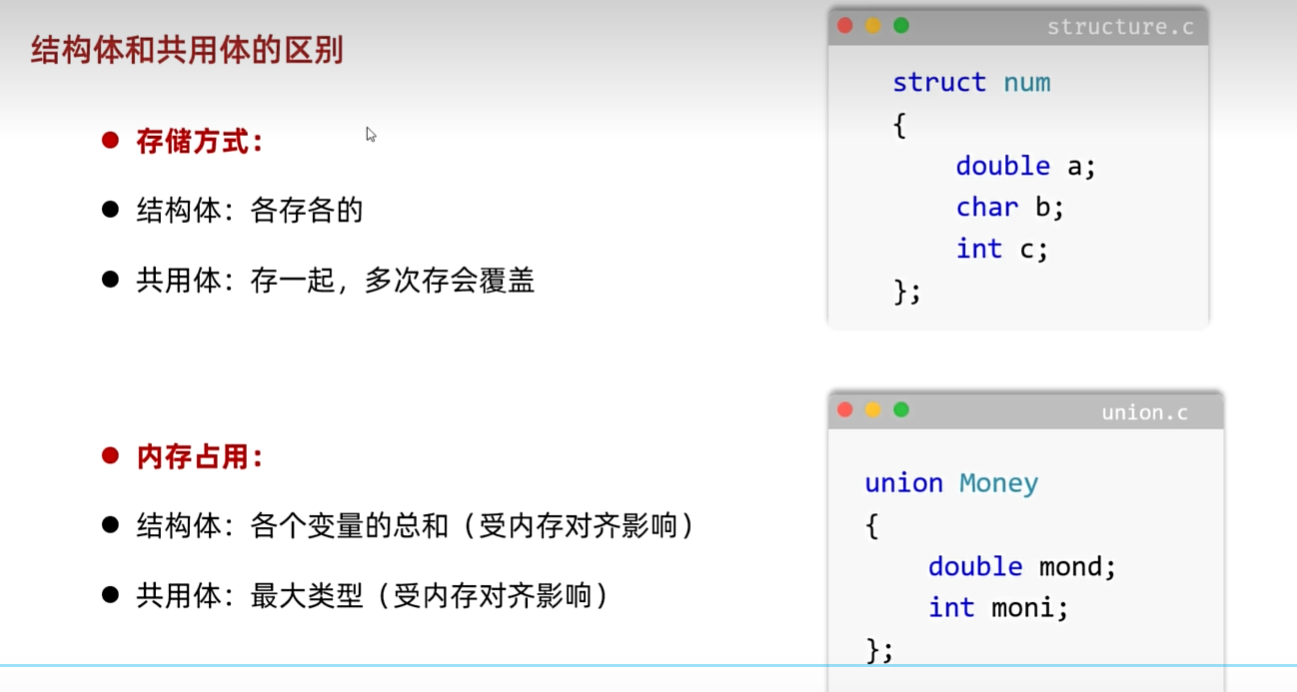 结构体和共用体的区别
存储方式：
结构体：各存各的
共用体：存一起，多次存会覆盖
内存占用：
结构体：各个变量的总和（受内存对齐影响）
共用体：最大类型（受内存对齐影响）
structure.c
struct num
{
double a;
char b;
int c;
};
union.c
union Money
{
double mond;
int moni;
};